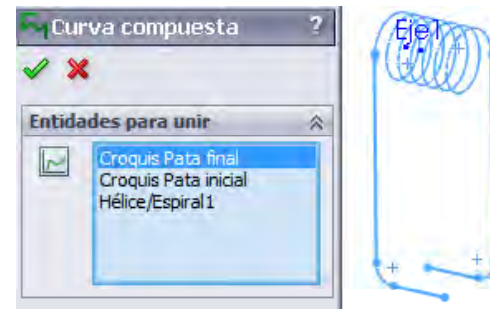 Curva compuesta ?
Entidades para unir
Croquis Pata final
Croquis Pata inicial
Hélice/Espiral1
Eje1